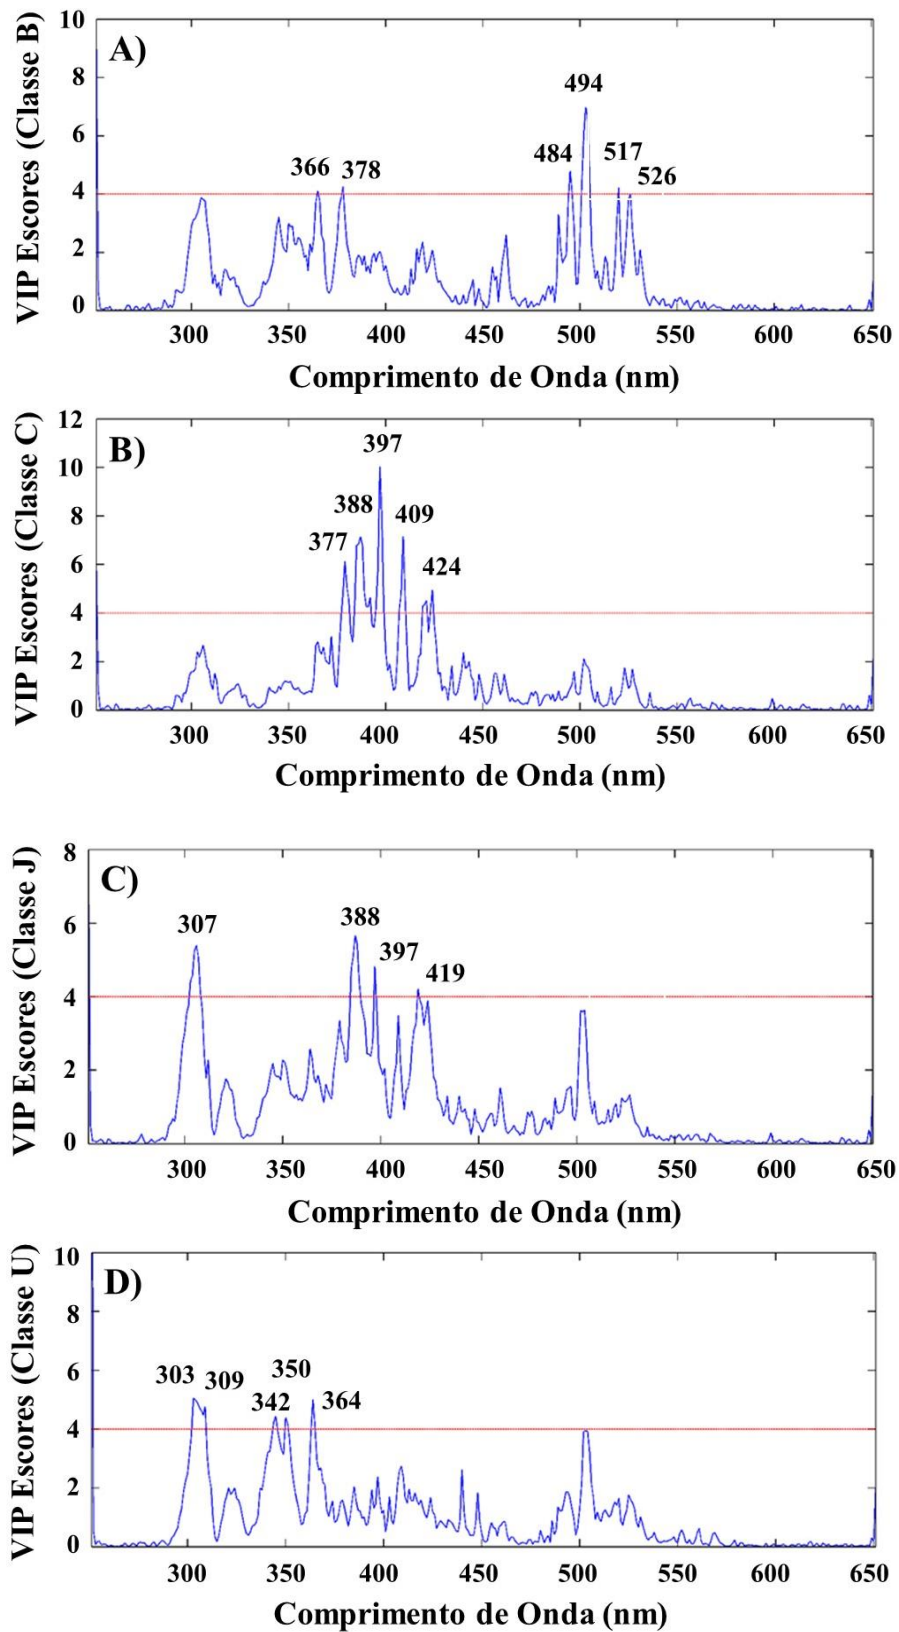 A)
VIP Escores (Classe B)
10
8
6
4
2
0
366
378
484
494
517
526
300 350 400 450 500 550 600 650
Comprimento de Onda (nm)
B)
VIP Escores (Classe C)
12
10
8
6
4
2
0
377
388
397
409
424
300 350 400 450 500 550 600 650
Comprimento de Onda (nm)
C)
VIP Escores (Classe J)
8
6
4
2
0
307
388
397
419
300 350 400 450 500 550 600 650
Comprimento de Onda (nm)
D)
VIP Escores (Classe U)
10
8
6
4
2
0
303
309
342
350
364
300 350 400 450 500 550 600 650
Comprimento de Onda (nm)